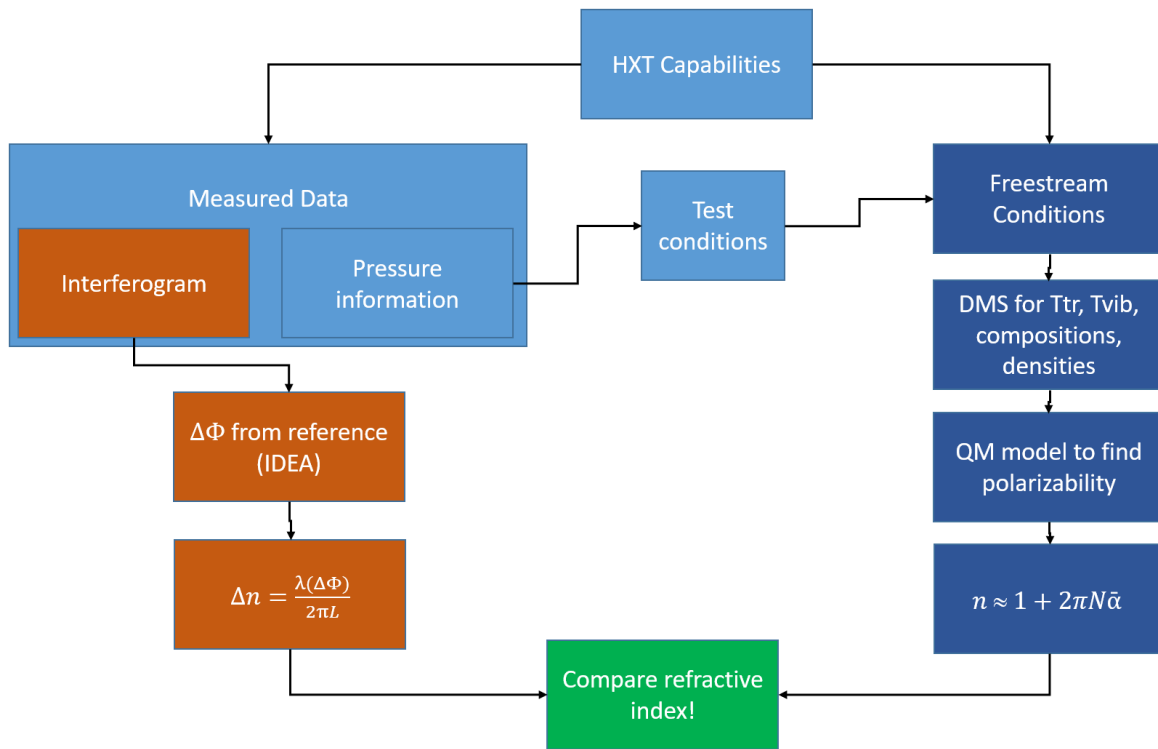 HXT Capabilities
Measured Data
Interferogram
Pressure
information
Test
conditions
Freestream
Conditions
DMS for Ttr, Tvib,
compositions,
densities
ΔΦ from reference
(IDEA)
QM model to find
polarizability
Δn = λ(ΔΦ)/2πL
n ≈ 1 + 2πNᾱ
Compare refractive
index!